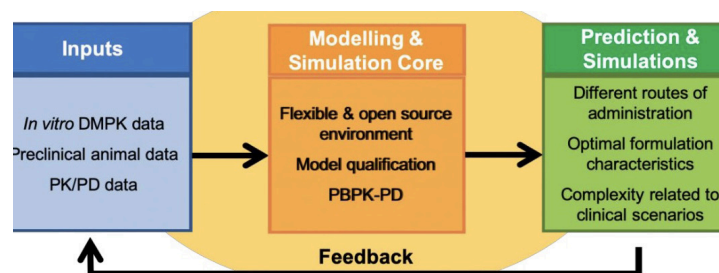 Inputs
In vitro DMPK data
Preclinical animal data
PK/PD data
Modelling &
Simulation Core
Flexible & open source
environment
Model qualification
PBPK-PD
Prediction &
Simulations
Different routes of
administration
Optimal formulation
characteristics
Complexity related to
clinical scenarios
Feedback